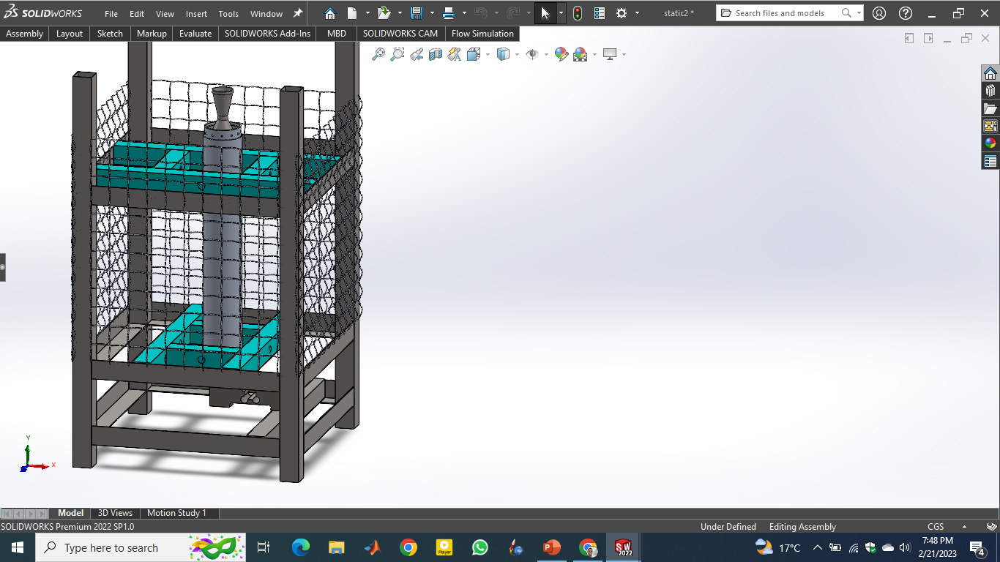 SOLIDWORKS File Edit View Insert Tools Window static2 * Search files and models
Assembly Layout Sketch Markup Evaluate SOLIDWORKS Add-Ins MBD SOLIDWORKS CAM Flow Simulation
Y
X
Model 3D Views Motion Study 1
SOLIDWORKS Premium 2022 SP1.0 Under Defined Editing Assembly CGS
Type here to search Player SW 2022 17°C 7:48 PM
2/21/2023 4